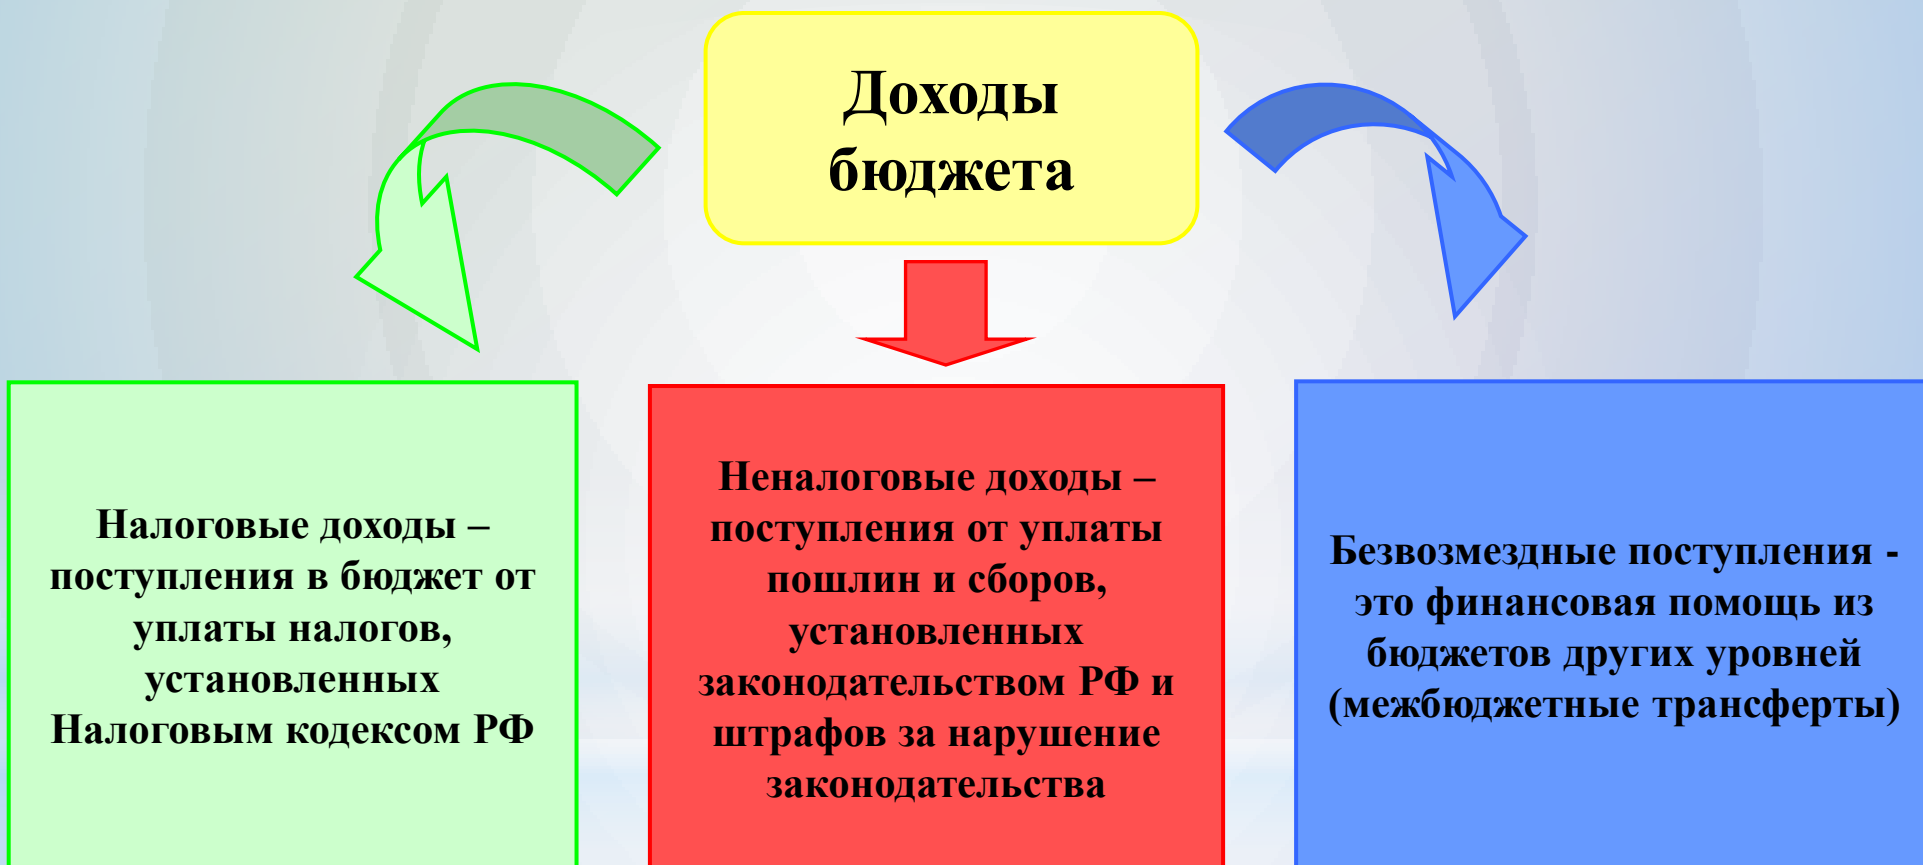 Доходы
бюджета
Налоговые доходы –
поступления в бюджет от
уплаты налогов,
установленных
Налоговым кодексом РФ
Неналоговые доходы –
поступления от уплаты
пошлин и сборов,
установленных
законодательством РФ и
штрафов за нарушение
законодательства
Безвозмездные поступления -
это финансовая помощь из
бюджетов других уровней
(межбюджетные трансферты)